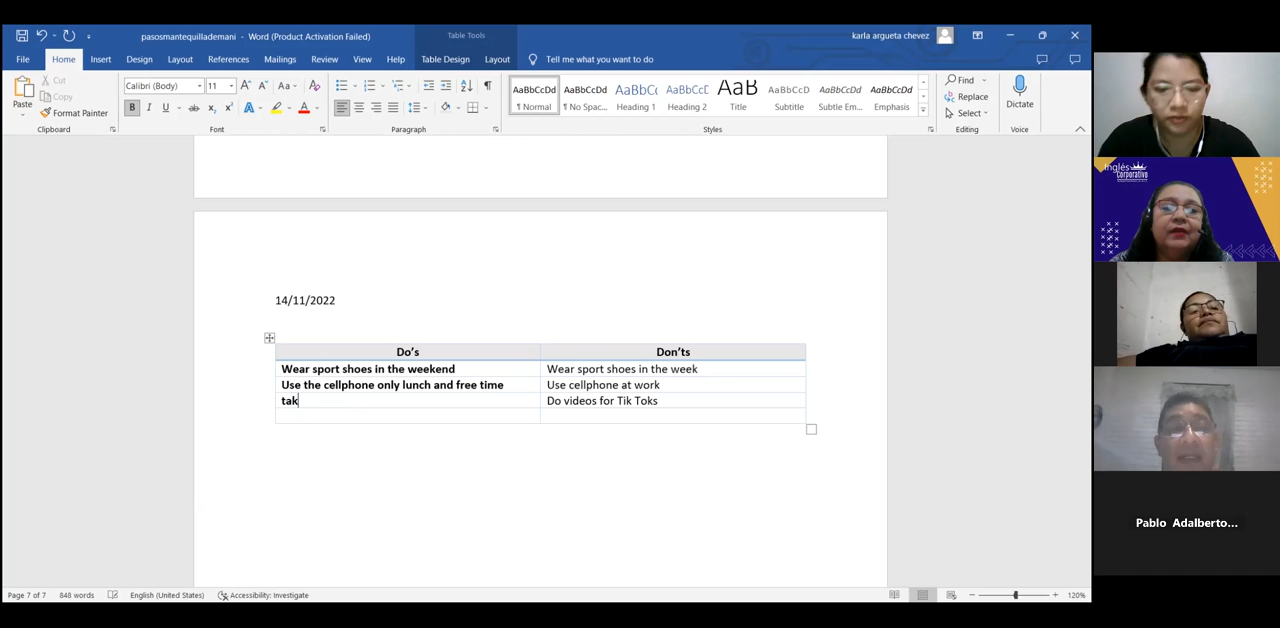 pasosmantequillademani - Word (Product Activation Failed)
Table Tools
karla argueta chevez
File Home Insert Design Layout References Mailings Review View Help Table Design Layout Tell me what you want to do
Paste
Cut
Copy
Format Painter
Clipboard
Calibri (Body) 11
Font
Paragraph
AaBbCcDd
¶ Normal
AaBbCcDd
¶ No Spac...
AaBbCc
Heading 1
AaBbCcD
Heading 2
AaB
Title
AaBbCcD
Subtitle
AaBbCcDd
Subtle Em...
AaBbCcDd
Emphasis
Styles
Find
Replace
Select
Editing
Dictate
Voice
14/11/2022
Do's Don'ts
Wear sport shoes in the weekend Wear sport shoes in the week
Use the cellphone only lunch and free time Use cellphone at work
tak Do videos for Tik Toks
Page 7 of 7 848 words English (United States) Accessibility: Investigate 120%
Inglés
Corporativo
Pablo Adalberto...